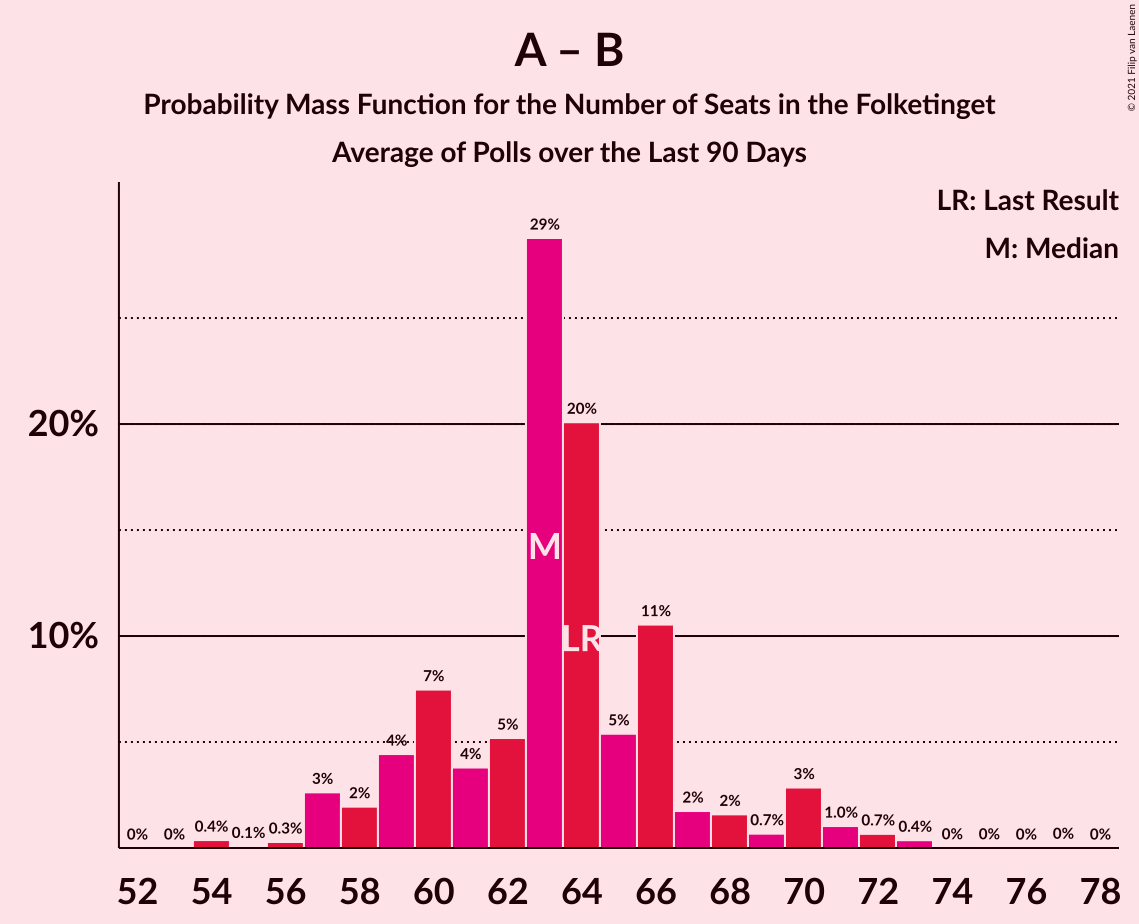 A – B
Probability Mass Function for the Number of Seats in the Folketinget
Average of Polls over the Last 90 Days
© 2021 Filip van Laenen
LR: Last Result
M: Median
20%
10%
0% 0% 0.4% 0.1% 0.3% 3% 2% 4% 7% 4% 5% 29% 20% 5% 11% 2% 2% 0.7% 3% 1.0% 0.7% 0.4% 0% 0% 0% 0% 0%
M
LR
52 54 56 58 60 62 64 66 68 70 72 74 76 78